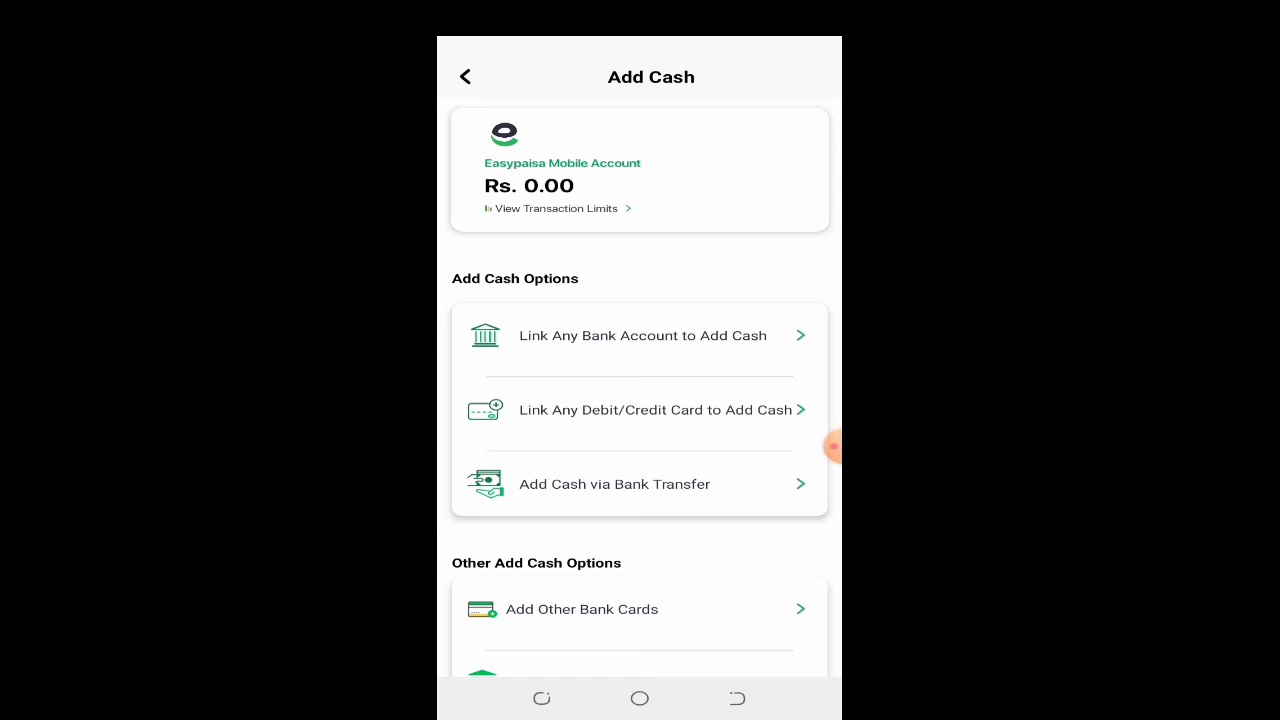 Add Cash
Easypaisa Mobile Account
Rs. 0.00
View Transaction Limits
Add Cash Options
Link Any Bank Account to Add Cash
Link Any Debit/Credit Card to Add Cash
Add Cash via Bank Transfer
Other Add Cash Options
Add Other Bank Cards